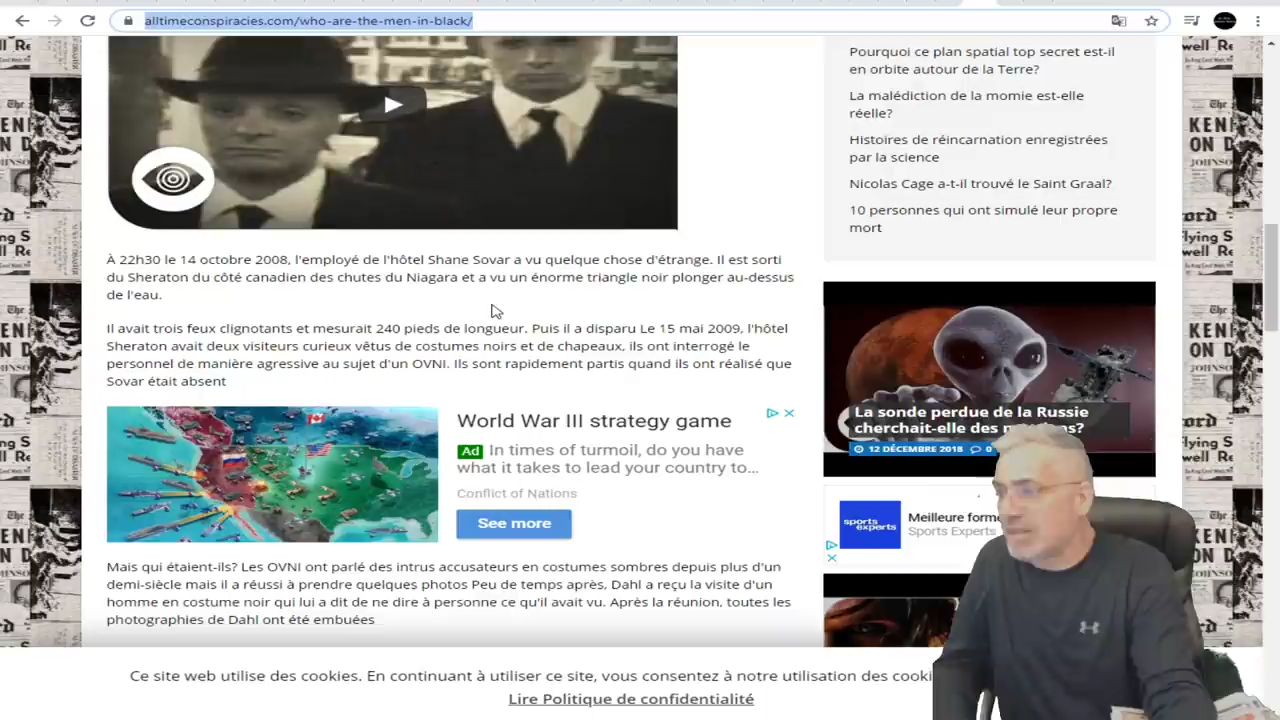 alltimeconspiracies.com/who-are-the-men-in-black/
À 22h30 le 14 octobre 2008, l'employé de l'hôtel Shane Sovar a vu quelque chose d'étrange. Il est sorti
du Sheraton du côté canadien des chutes du Niagara et a vu un énorme triangle noir plonger au-dessus
de l'eau.
Il avait trois feux clignotants et mesurait 240 pieds de longueur. Puis il a disparu Le 15 mai 2009, l'hôtel
Sheraton avait deux visiteurs curieux vêtus de costumes noirs et de chapeaux, ils ont interrogé le
personnel de manière agressive au sujet d'un OVNI. Ils sont rapidement partis quand ils ont réalisé que
Sovar était absent
World War III strategy game
Ad In times of turmoil, do you have
what it takes to lead your country to...
Conflict of Nations
See more
Mais qui étaient-ils? Les OVNI ont parlé des intrus accusateurs en costumes sombres depuis plus d'un
demi-siècle mais il a réussi à prendre quelques photos Peu de temps après, Dahl a reçu la visite d'un
homme en costume noir qui lui a dit de ne dire à personne ce qu'il avait vu. Après la réunion, toutes les
photographies de Dahl ont été embuées
Pourquoi ce plan spatial top secret est-il
en orbite autour de la Terre?
La malédiction de la momie est-elle
réelle?
Histoires de réincarnation enregistrées
par la science
Nicolas Cage a-t-il trouvé le Saint Graal?
10 personnes qui ont simulé leur propre
mort
La sonde perdue de la Russie
cherchait-elle des
12 DÉCEMBRE 2018 0
sports
experts
Meilleure
Sports Experts
Ce site web utilise des cookies. En continuant à utiliser ce site, vous consentez à notre utilisation des
Lire Politique de confidentialité